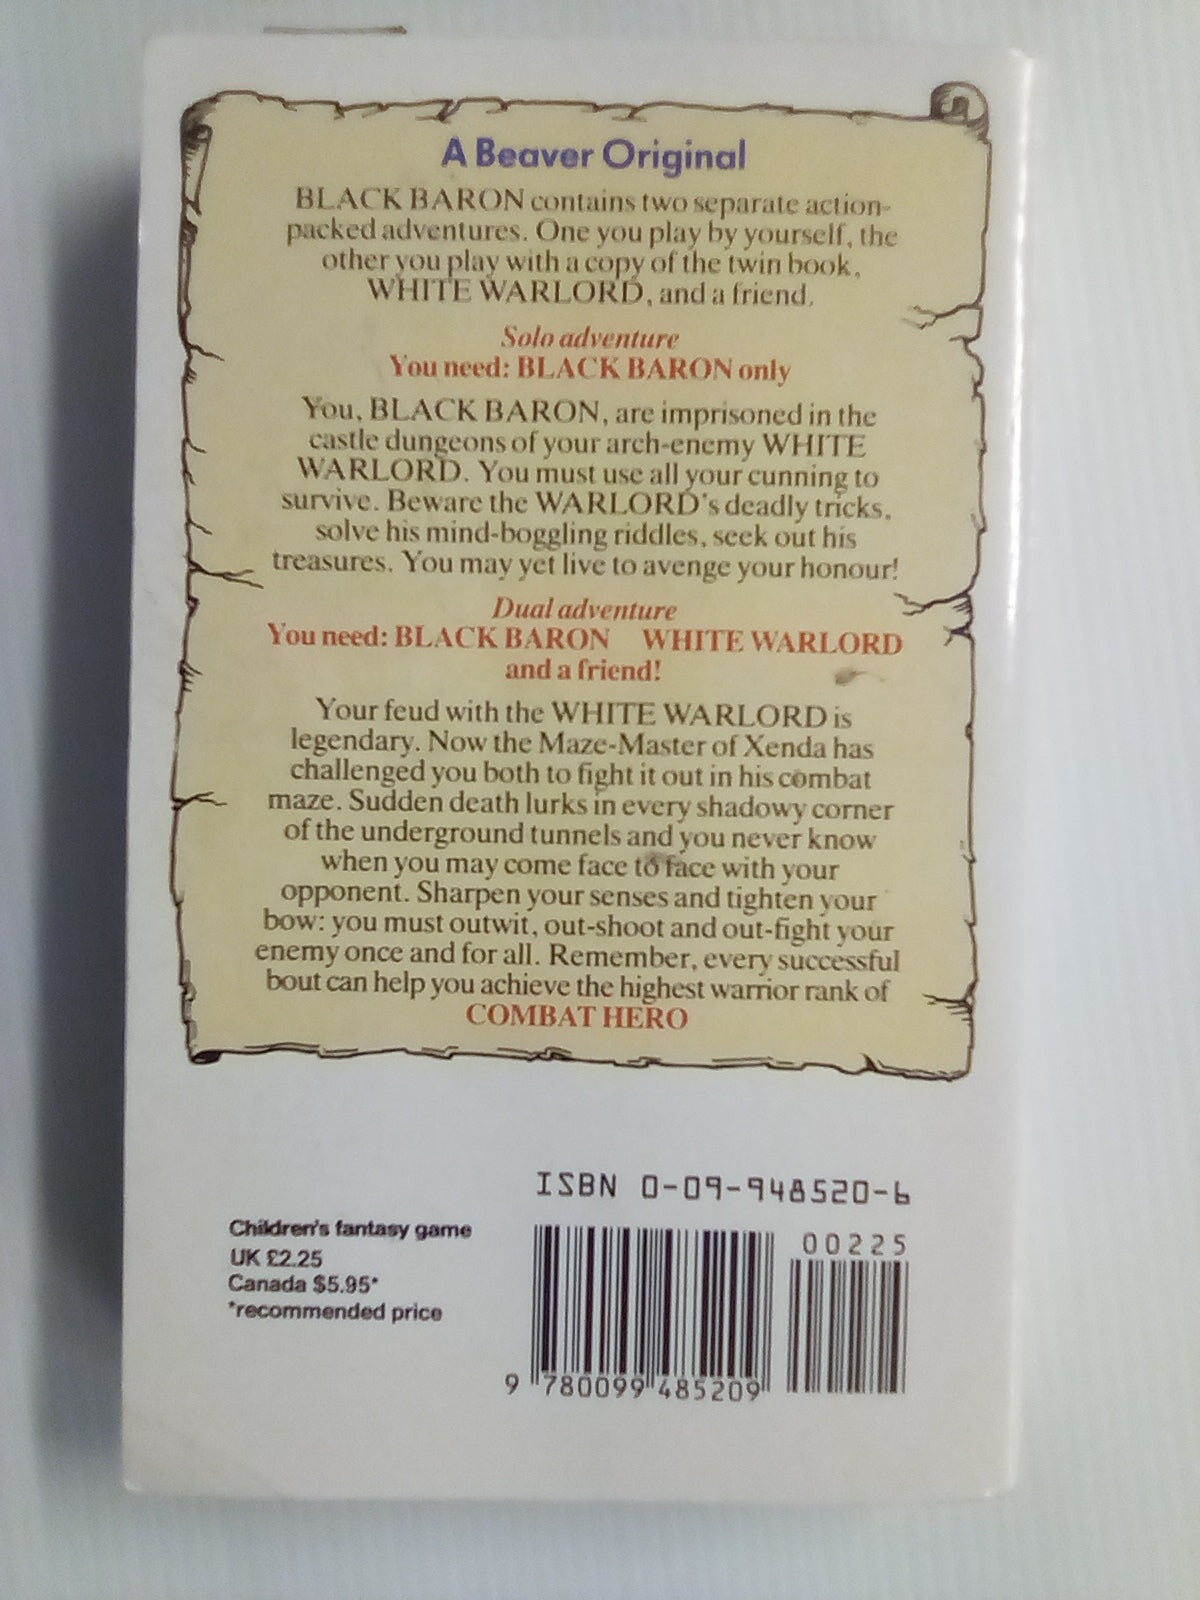 A Beaver Original
BLACK BARON contains two separate action-
packed adventures. One you play by yourself, the
other you play with a copy of the twin book,
WHITE WARLORD, and a friend.
Solo adventure
You need: BLACK BARON only
You, BLACK BARON, are imprisoned in the
castle dungeons of your arch-enemy WHITE
WARLORD. You must use all your cunning to
survive. Beware the WARLORD's deadly tricks,
solve his mind-boggling riddles, seek out his
treasures. You may yet live to avenge your honour!
Dual adventure
You need: BLACK BARON WHITE WARLORD
and a friend!
Your feud with the WHITE WARLORD is
legendary. Now the Maze-Master of Xenda has
challenged you both to fight it out in his combat
maze. Sudden death lurks in every shadowy corner
of the underground tunnels and you never know
when you may come face to face with your
opponent. Sharpen your senses and tighten your
bow: you must outwit, out-shoot and out-fight your
enemy once and for all. Remember, every successful
bout can help you achieve the highest warrior rank of
COMBAT HERO
ISBN 0-09-948520-6
Children's fantasy game
UK £2.25
Canada $5.95*
*recommended price
00225
9 780099 485209